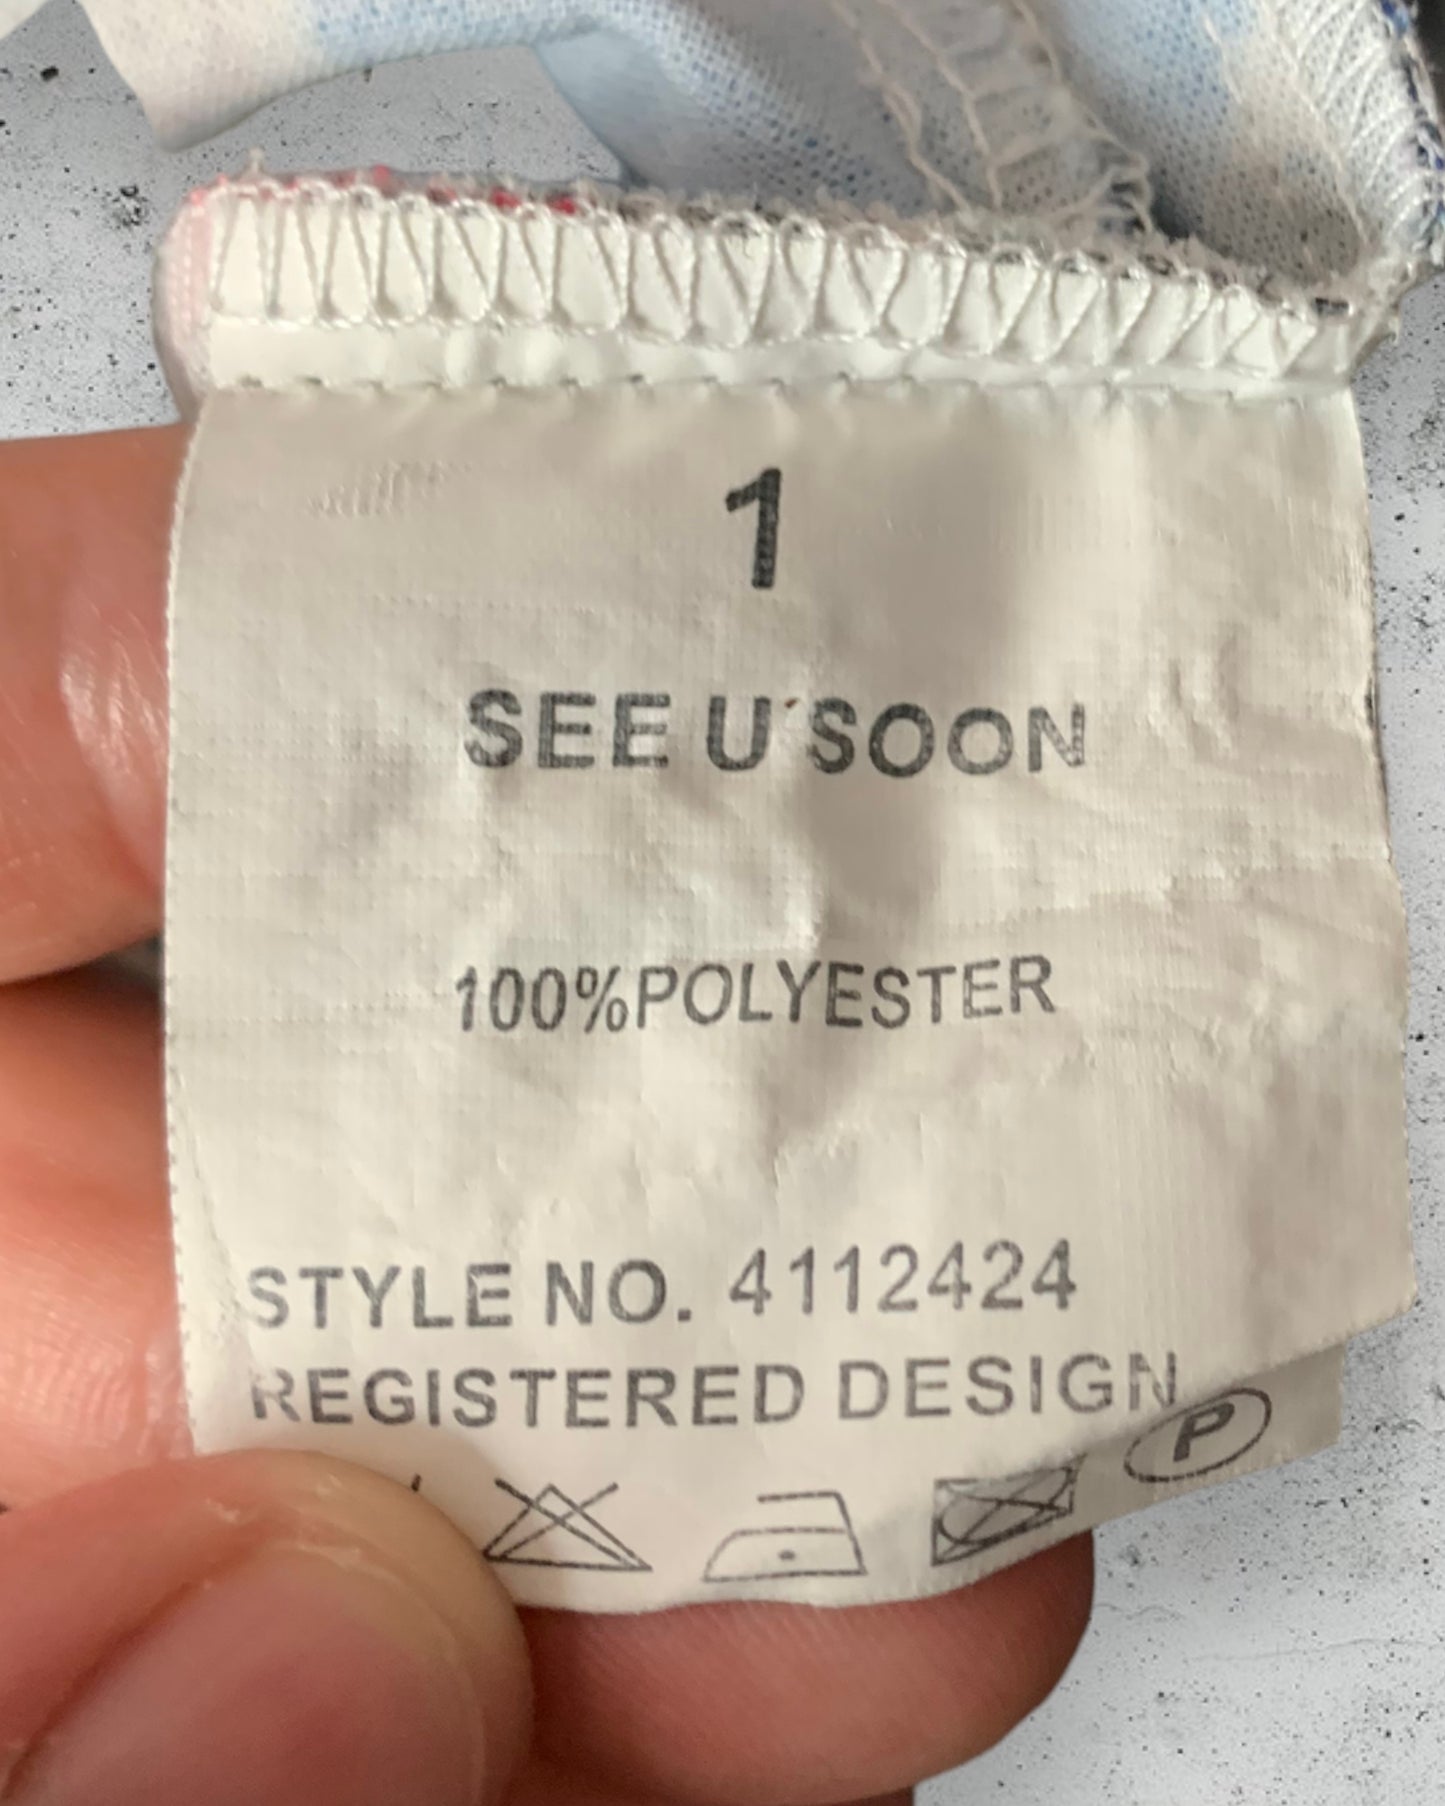 1
SEE U SOON
100%POLYESTER
STYLE NO. 4112424
REGISTERED DESIGN
P